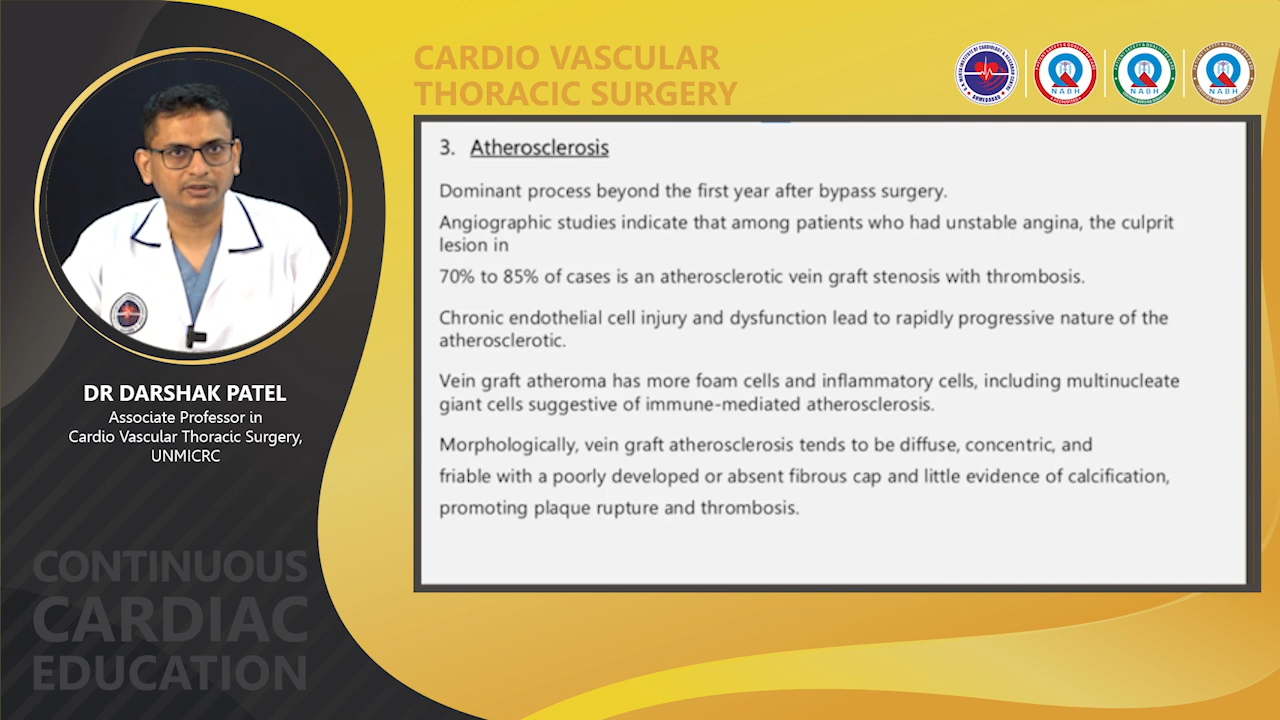 CARDIO VASCULAR
THORACIC SURGERY
NABH
NABH
NABH
3. Atherosclerosis
Dominant process beyond the first year after bypass surgery.
Angiographic studies indicate that among patients who had unstable angina, the culprit
lesion in
70% to 85% of cases is an atherosclerotic vein graft stenosis with thrombosis.
Chronic endothelial cell injury and dysfunction lead to rapidly progressive nature of the
atherosclerotic.
Vein graft atheroma has more foam cells and inflammatory cells, including multinucleate
giant cells suggestive of immune-mediated atherosclerosis.
Morphologically, vein graft atherosclerosis tends to be diffuse, concentric, and
friable with a poorly developed or absent fibrous cap and little evidence of calcification,
promoting plaque rupture and thrombosis.
DR DARSHAK PATEL
Associate Professor in
Cardio Vascular Thoracic Surgery,
UNMICRC
CONTINUOUS
CARDIAC
EDUCATION